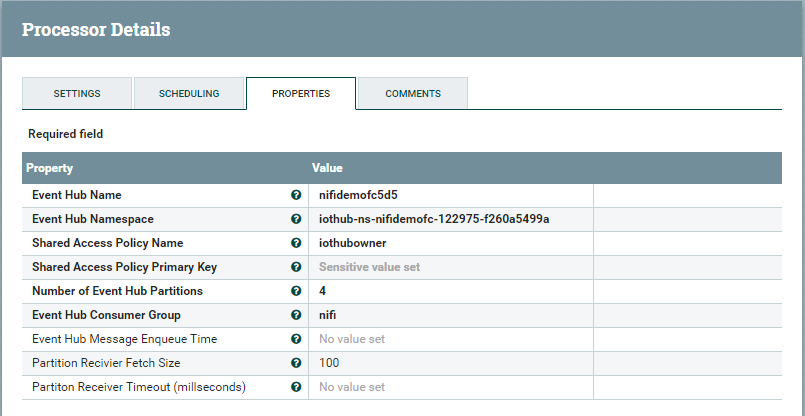 Processor Details
SETTINGS SCHEDULING PROPERTIES COMMENTS
Required field
Property Value
Event Hub Name ? nifidemofc5d5
Event Hub Namespace ? iothub-ns-nifidemofc-122975-f260a5499a
Shared Access Policy Name ? iothubowner
Shared Access Policy Primary Key ? Sensitive value set
Number of Event Hub Partitions ? 4
Event Hub Consumer Group ? nifi
Event Hub Message Enqueue Time ? No value set
Partition Recivier Fetch Size ? 100
Partiton Receiver Timeout (millseconds) ? No value set